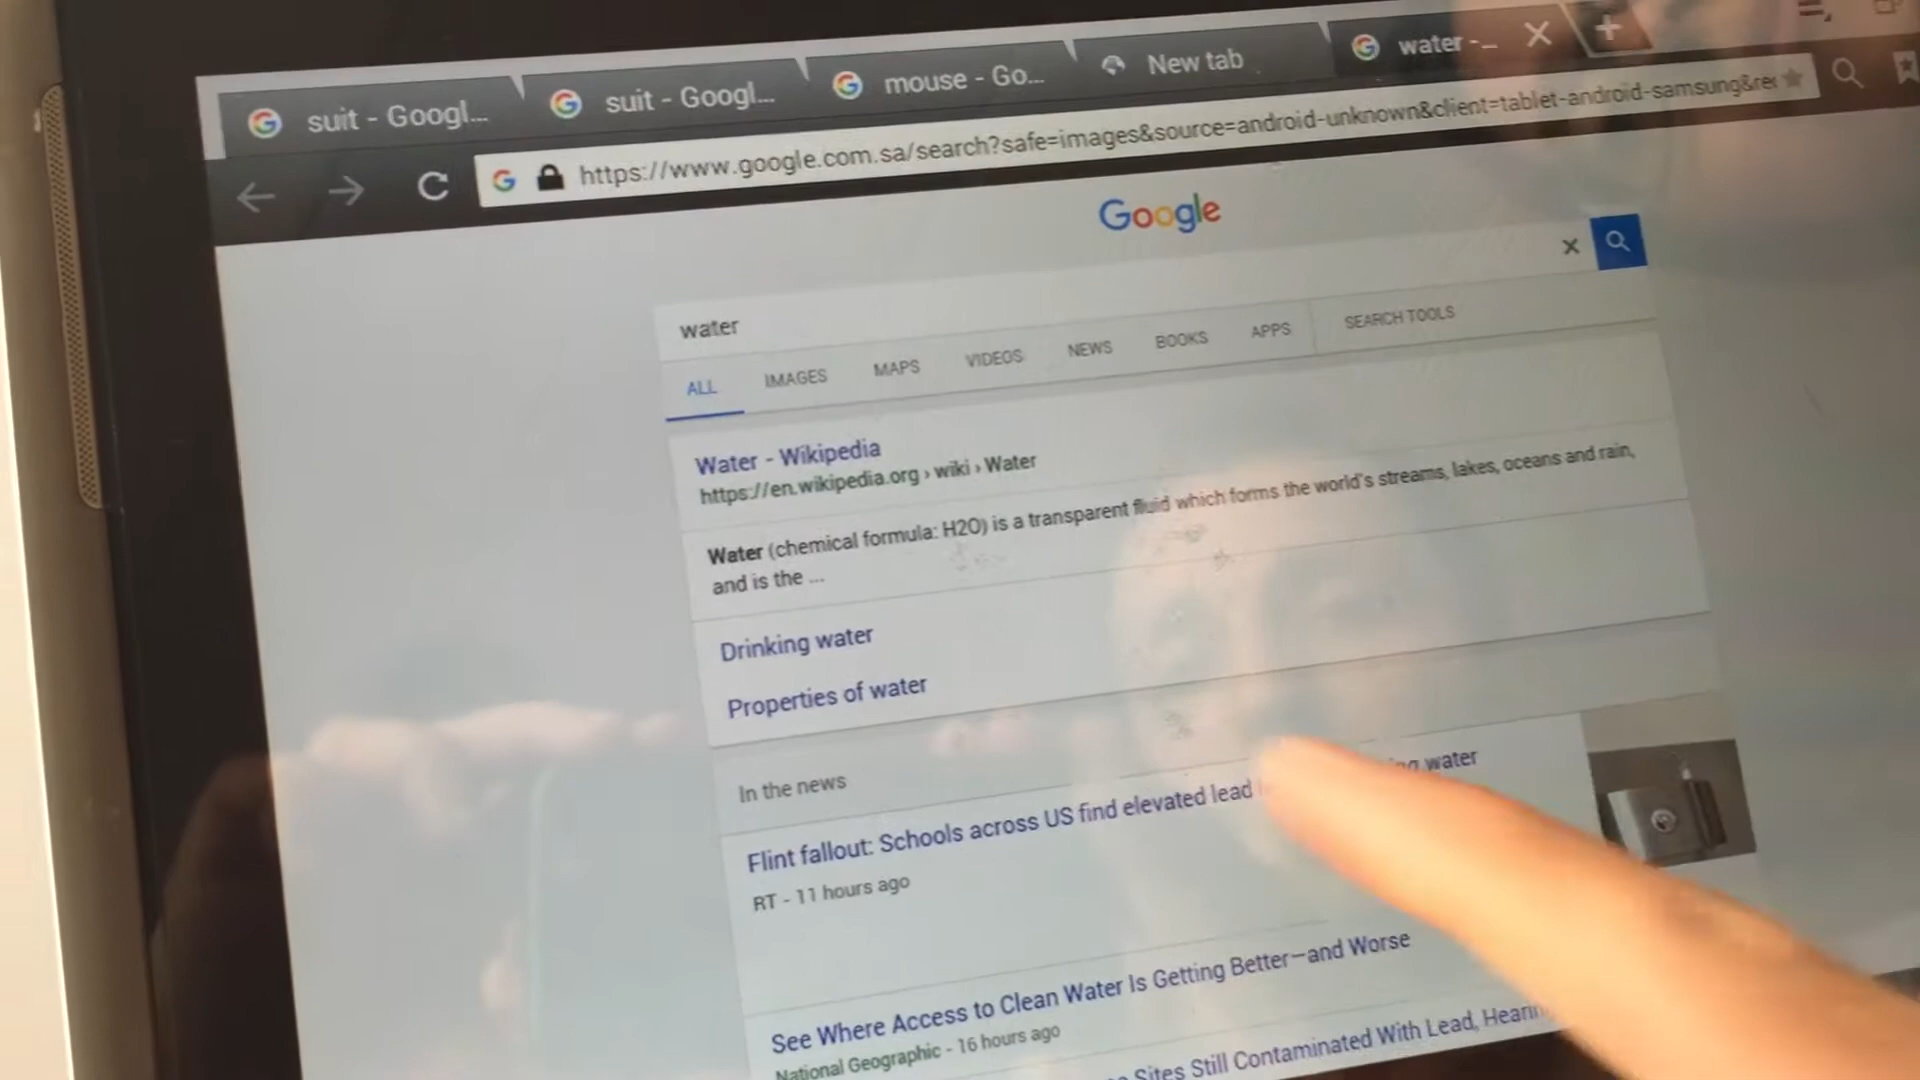 suit - Googl...
suit - Googl...
mouse - Go...
New tab
water -...
https://www.google.com.sa/search?safe=images&source=android-unknown&client=tablet-android-samsung&re
Google
water
ALL IMAGES MAPS VIDEOS NEWS BOOKS APPS SEARCH TOOLS
Water - Wikipedia
https://en.wikipedia.org › wiki › Water
Water (chemical formula: H2O) is a transparent fluid which forms the world's streams, lakes, oceans and rain,
and is the ...
Drinking water
Properties of water
In the news
Flint fallout: Schools across US find elevated lead water
RT - 11 hours ago
See Where Access to Clean Water Is Getting Better—and Worse
National Geographic - 16 hours ago
Sites Still Contaminated With Lead,